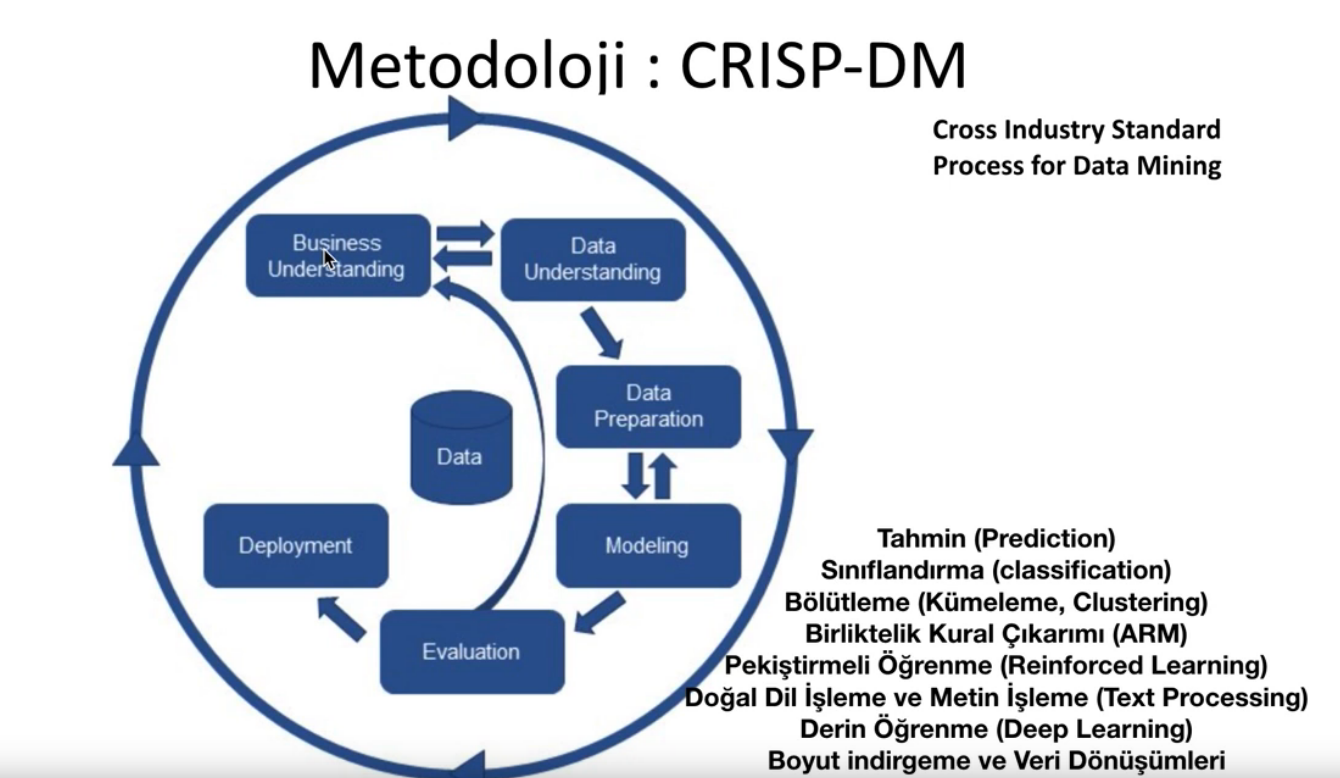 Metodoloji : CRISP-DM
Cross Industry Standard
Process for Data Mining
Business
Understanding
Data
Understanding
Data
Preparation
Data
Deployment
Modeling
Evaluation
Tahmin (Prediction)
Sınıflandırma (classification)
Bölütleme (Kümeleme, Clustering)
Birliktelik Kural Çıkarımı (ARM)
Pekiştirmeli Öğrenme (Reinforced Learning)
Doğal Dil İşleme ve Metin İşleme (Text Processing)
Derin Öğrenme (Deep Learning)
Boyut indirgeme ve Veri Dönüşümleri